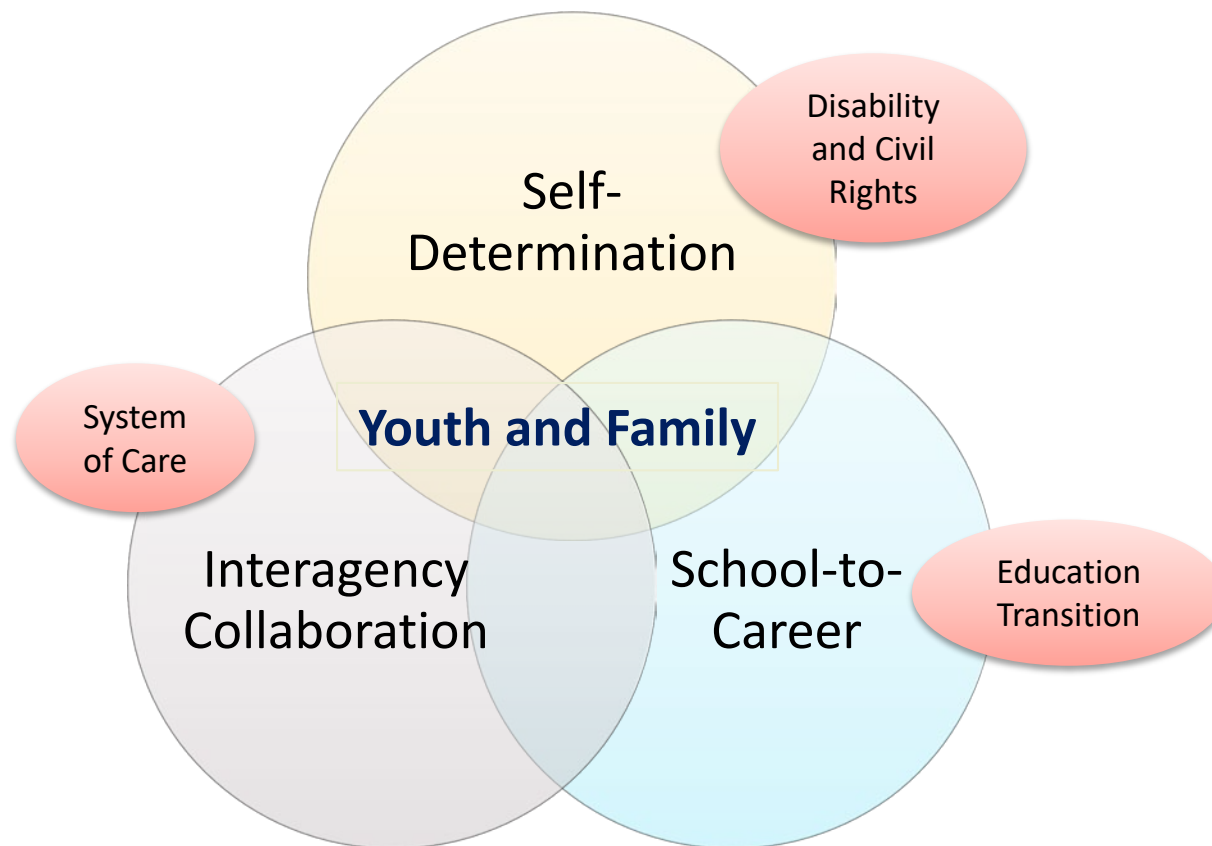 Disability
and Civil
Rights
Self-
Determination
System
of Care
Youth and Family
Interagency
Collaboration
School-to-
Career
Education
Transition